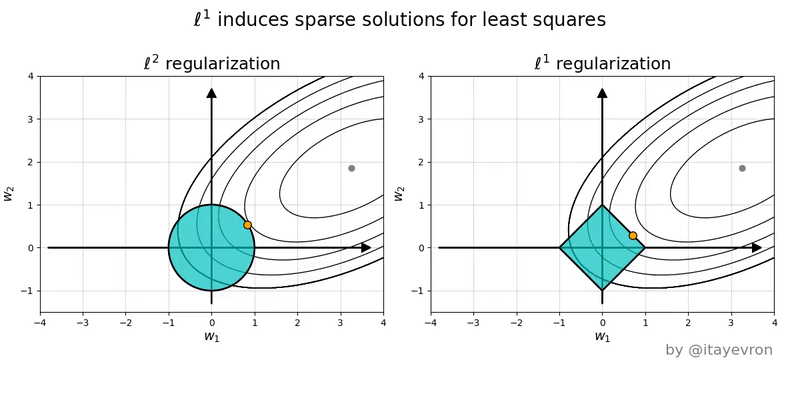 ℓ¹ induces sparse solutions for least squares
ℓ² regularization
4
3
2
1
0
−1
w₂
−4 −3 −2 −1 0 1 2 3 4
w₁
ℓ¹ regularization
4
3
2
1
0
−1
w₂
−4 −3 −2 −1 0 1 2 3 4
w₁
by @itayevron